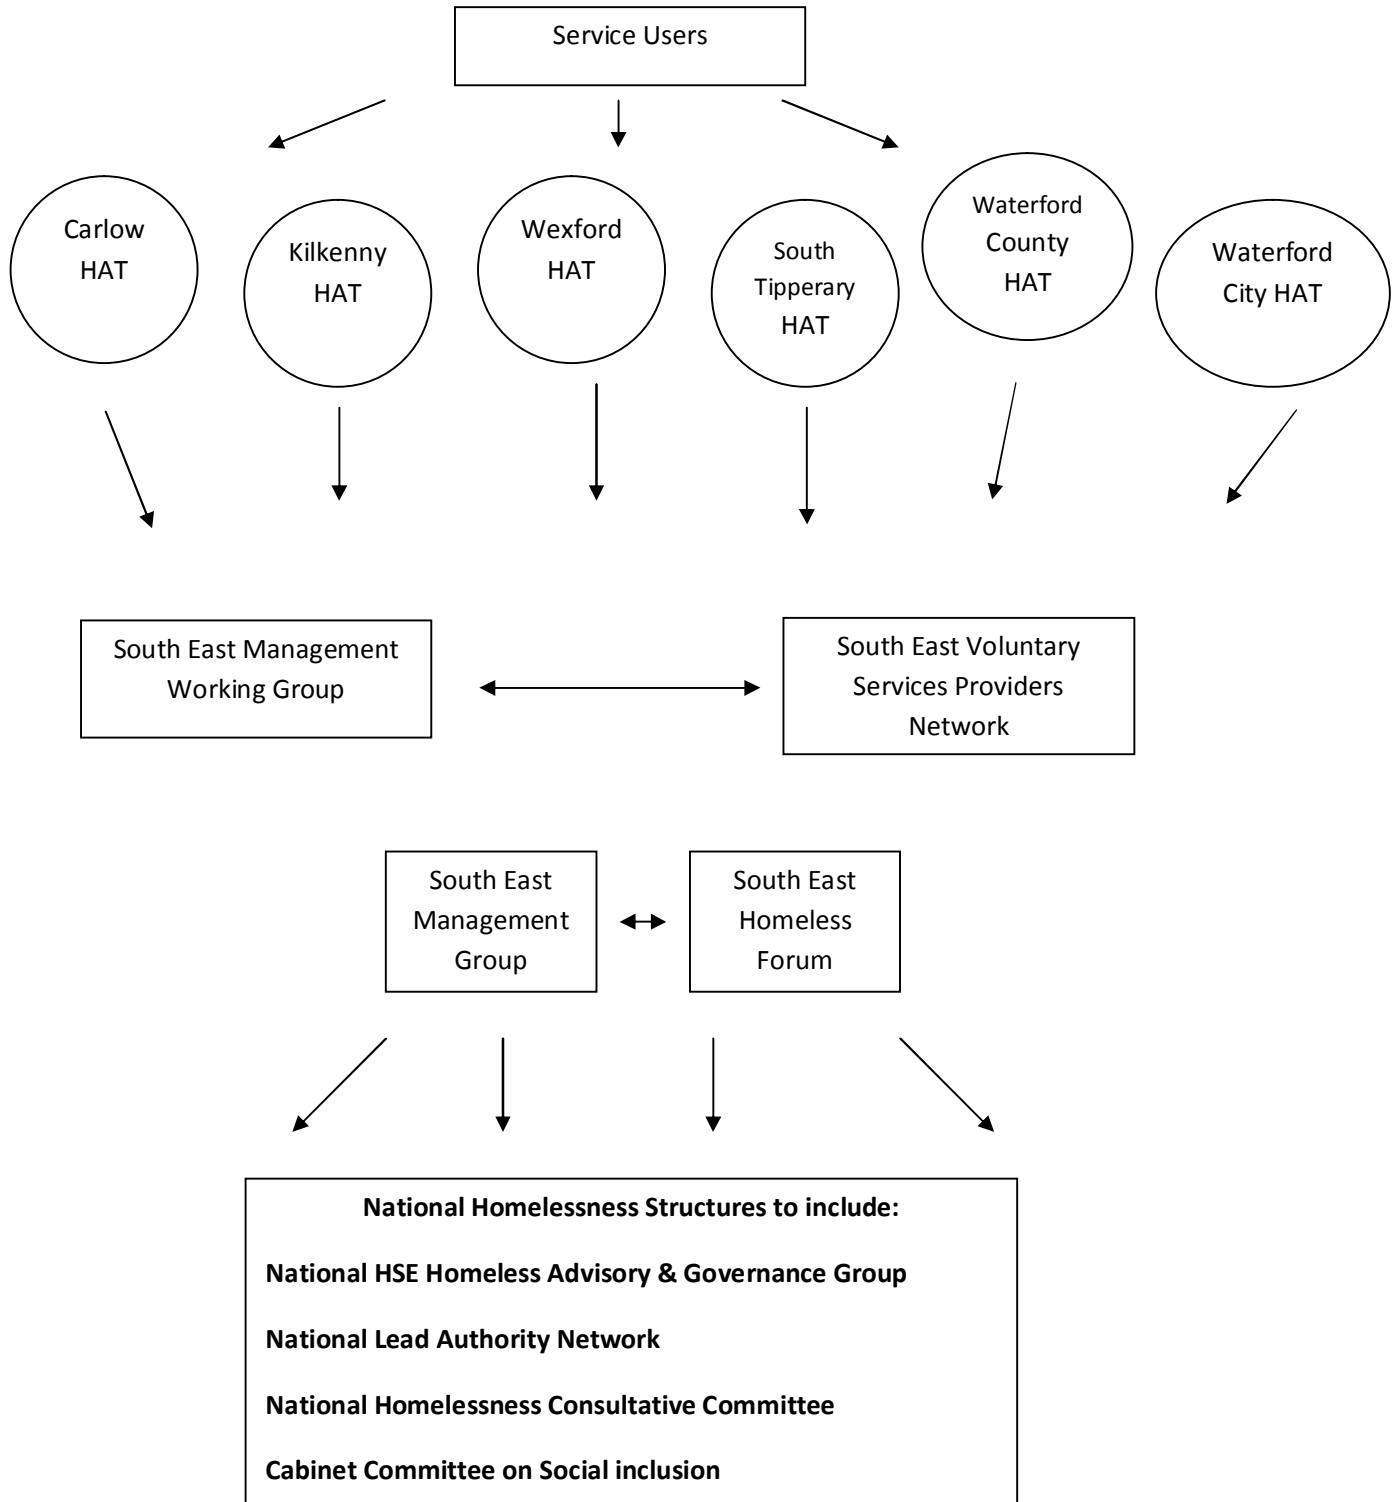 Service Users
Carlow
HAT
Kilkenny
HAT
Wexford
HAT
South
Tipperary
HAT
Waterford
County
HAT
Waterford
City HAT
South East Management
Working Group
South East Voluntary
Services Providers
Network
South East
Management
Group
South East
Homeless
Forum
National Homelessness Structures to include:
National HSE Homeless Advisory & Governance Group
National Lead Authority Network
National Homelessness Consultative Committee
Cabinet Committee on Social inclusion